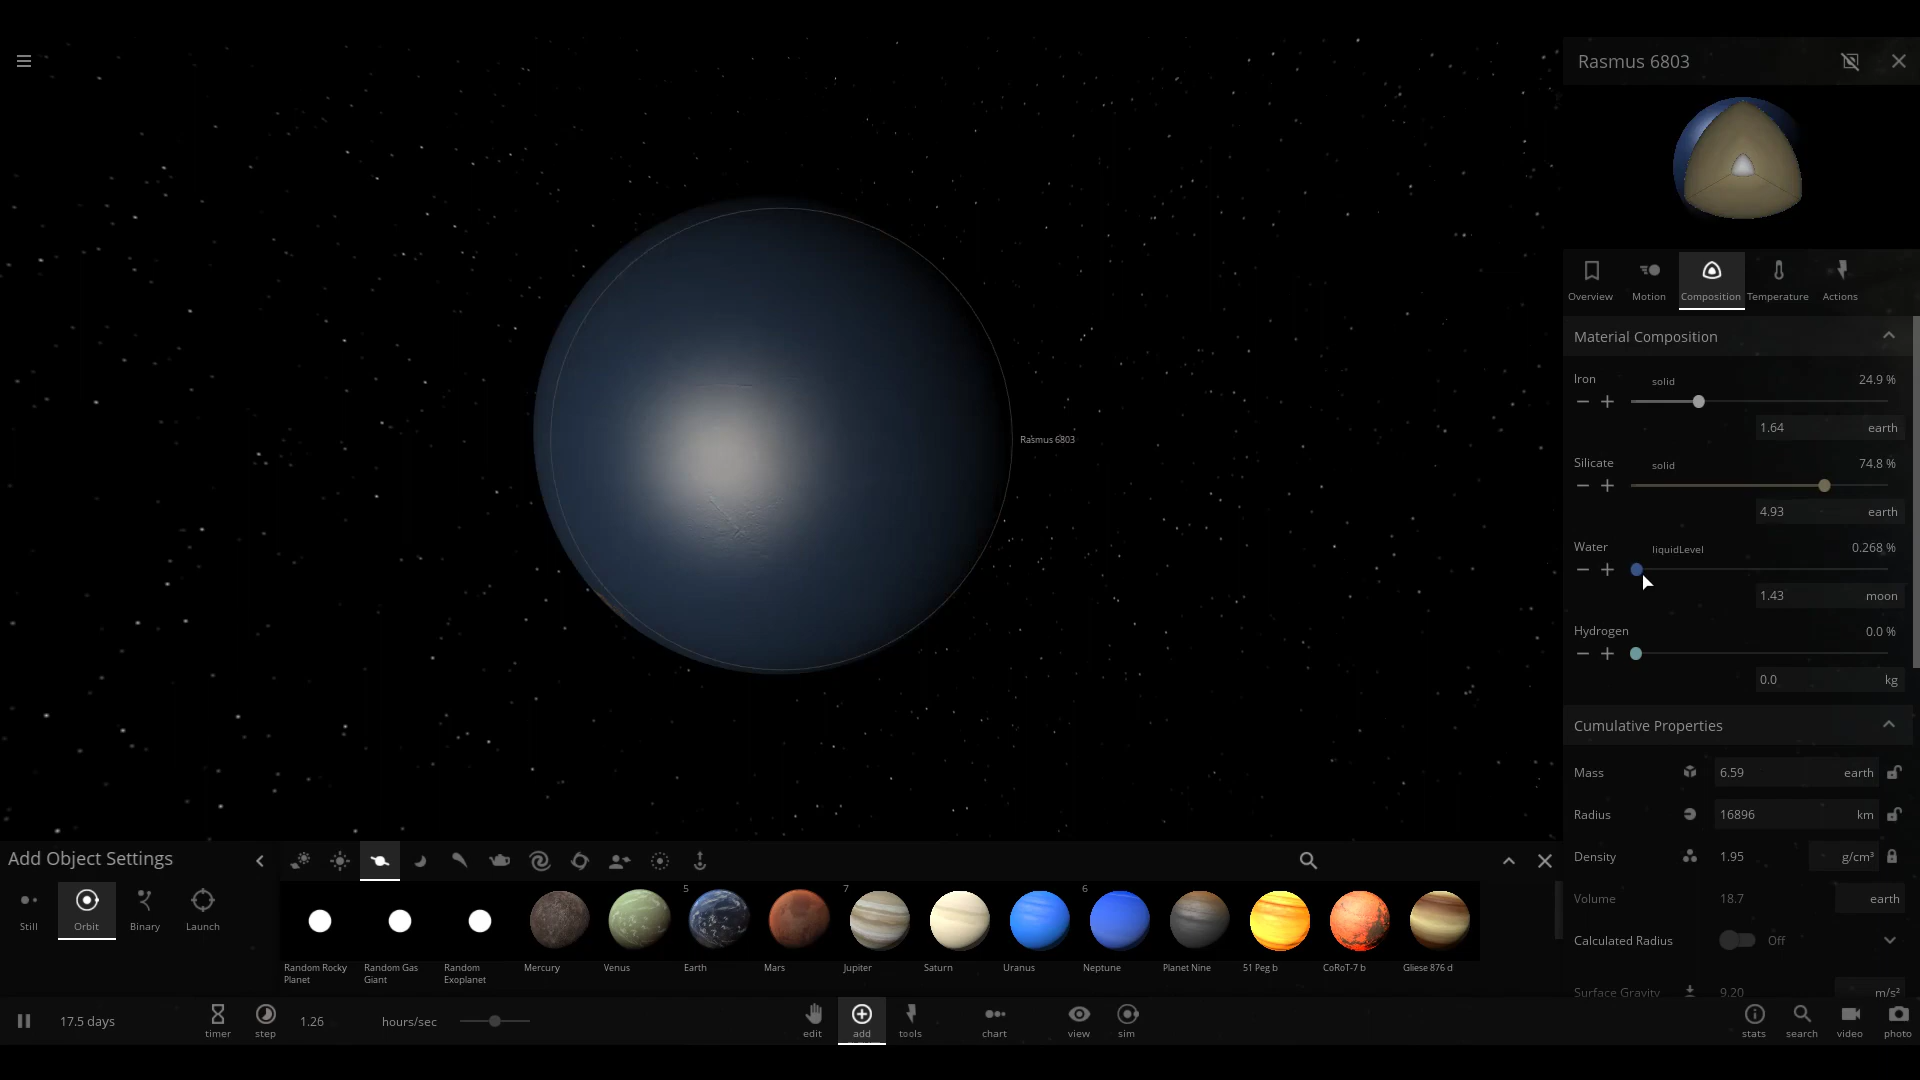 Rasmus 6803
Rasmus 6803
Overview
Motion
Composition
Temperature
Actions
Material Composition
Iron solid 24.9 %
1.64 earth
Silicate solid 74.8 %
4.93 earth
Water liquidLevel 0.268 %
1.43 moon
Hydrogen 0.0 %
0.0 kg
Cumulative Properties
Mass 6.59 earth
Radius 16896 km
Density 1.95 g/cm³
Volume 18.7 earth
Calculated Radius Off
Surface Gravity 9.20 m/s²
Add Object Settings
Still
Orbit
Binary
Launch
5
7
6
Random Rocky
Planet
Random Gas
Giant
Random
Exoplanet
Mercury
Venus
Earth
Mars
Jupiter
Saturn
Uranus
Neptune
Planet Nine
51 Peg b
CoRoT-7 b
Gliese 876 d
17.5 days
timer
step
1.26 hours/sec
edit
add
tools
chart
view
sim
stats
search
video
photo